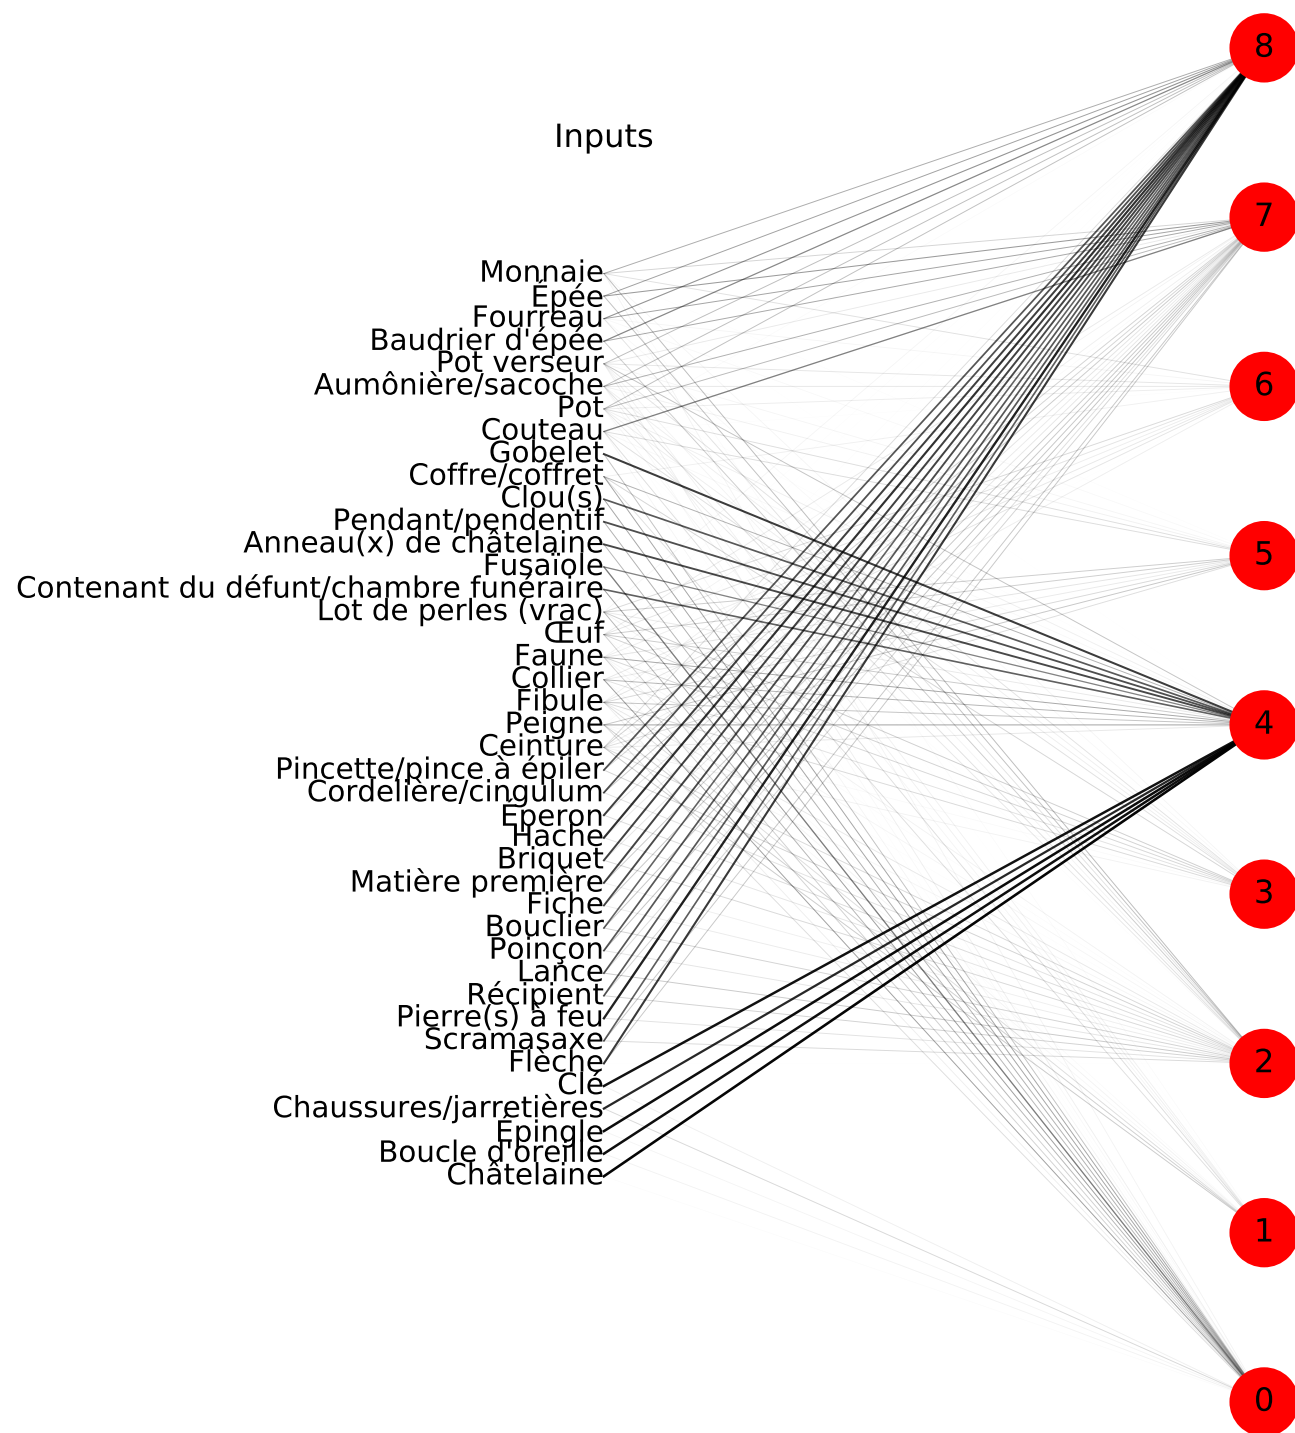 8
Inputs
7
Monnaie
Épée
Fourreau
Baudrier d'épée
Pot verseur
Aumônière/sacoche
6
Pot
Couteau
Gobelet
Coffre/coffret
Clou(s)
Pendant/pendentif
Anneau(x) de châtelaine
5
Fusaïole
Contenant du défunt/chambre funéraire
Lot de perles (vrac)
Œuf
Faune
Collier
Fibule
Peigne
4
Ceinture
Pincette/pince à épiler
Cordelière/cingulum
Éperon
Hache
Briquet
Matière première
3
Fiche
Bouclier
Poinçon
Lance
Récipient
Pierre(s) à feu
Scramasaxe
Flèche
2
Clé
Chaussures/jarretières
Épingle
Boucle d'oreille
Châtelaine
1
0